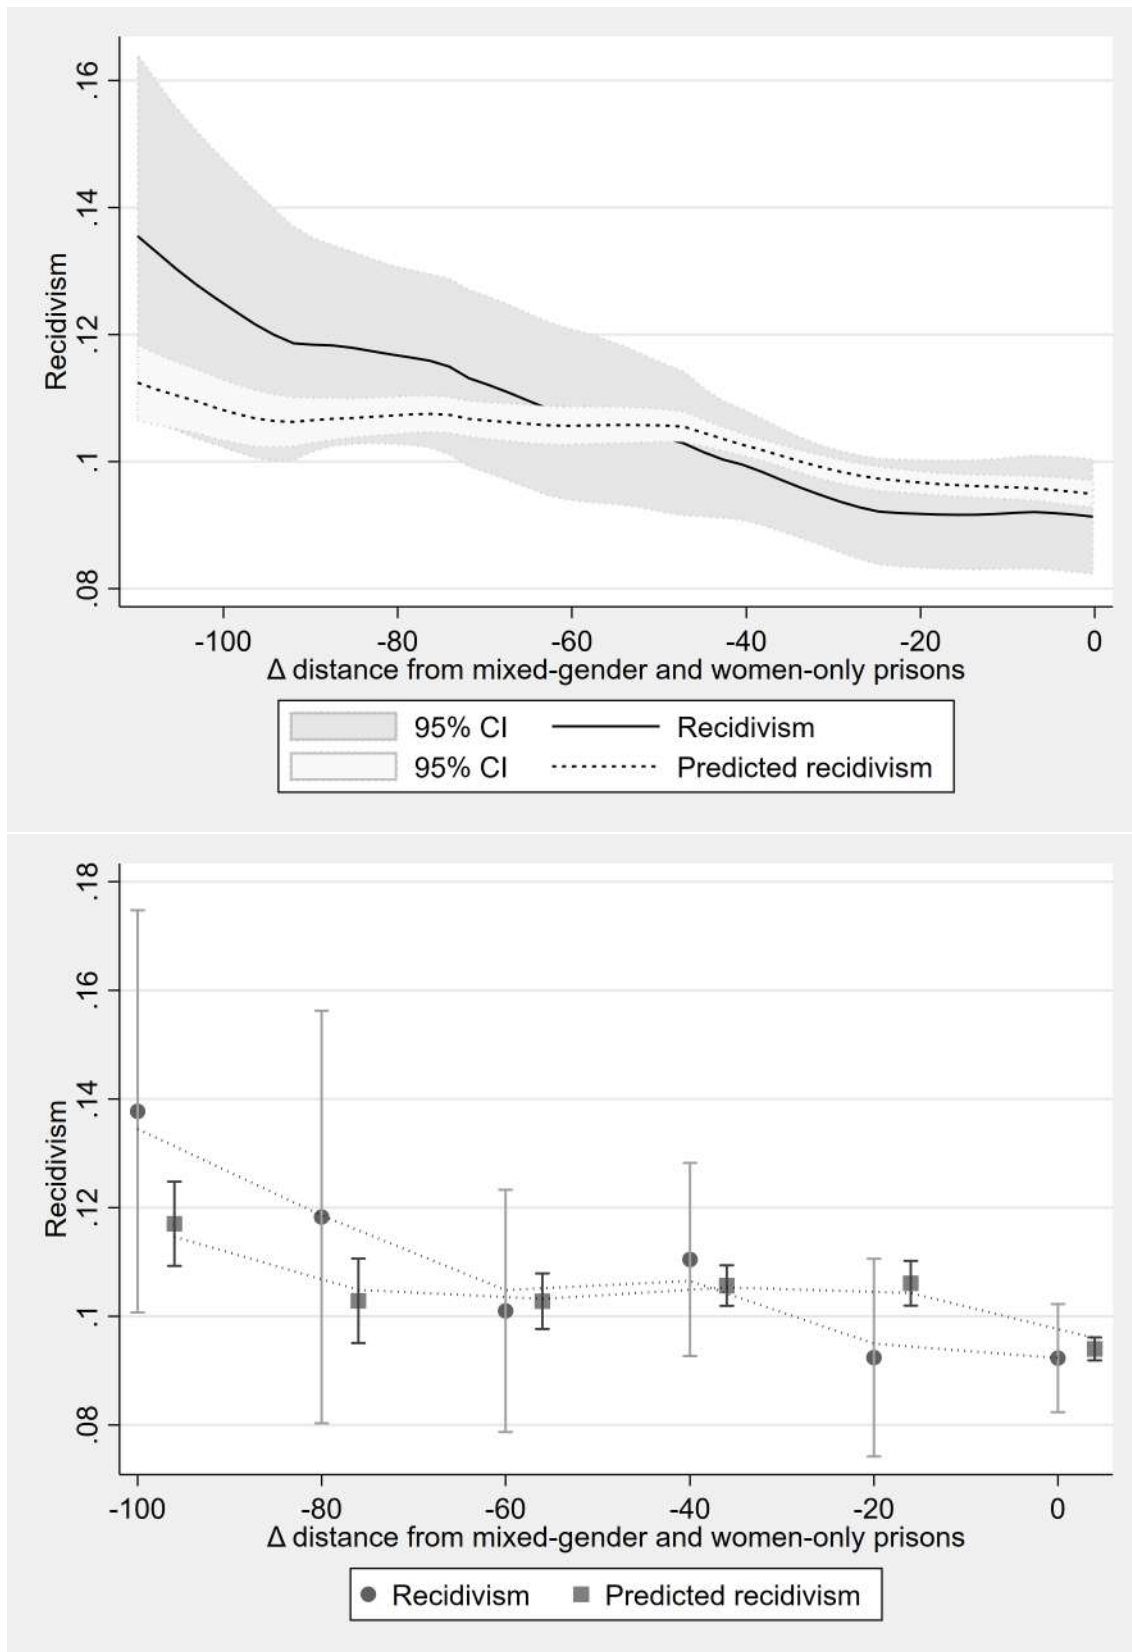 Recidivism
.16
.14
.12
.1
.08
-100 -80 -60 -40 -20 0
Δ distance from mixed-gender and women-only prisons
95% CI Recidivism
95% CI Predicted recidivism
Recidivism
.18
.16
.14
.12
.1
.08
-100 -80 -60 -40 -20 0
Δ distance from mixed-gender and women-only prisons
Recidivism Predicted recidivism